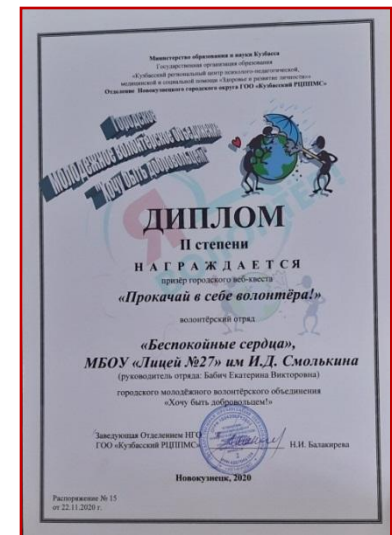 Министерство образования и науки Кузбасса
Государственная организация образования
«Кузбасский региональный центр психолого-педагогической,
медицинской и социальной помощи «Здоровье и развитие личности»»
Отделение Новокузнецкого городского округа ГОО «Кузбасский РЦППМС»
Городское
молодежное волонтёрское объединение
"Хочу быть добровольцем"
ДИПЛОМ
II степени
НАГРАЖДАЕТСЯ
призёр городского веб-квеста
«Прокачай в себе волонтёра!»
волонтёрский отряд
«Беспокойные сердца»,
МБОУ «Лицей №27» им И.Д. Смолькина
(руководитель отряда: Бабич Екатерина Викторовна)
городского молодёжного волонтёрского объединения
«Хочу быть добровольцем!»
Заведующая Отделением НГО
ГОО «Кузбасский РЦППМС» Н.И. Балакирева
Новокузнецк, 2020
Распоряжение № 15
от 22.11.2020 г.